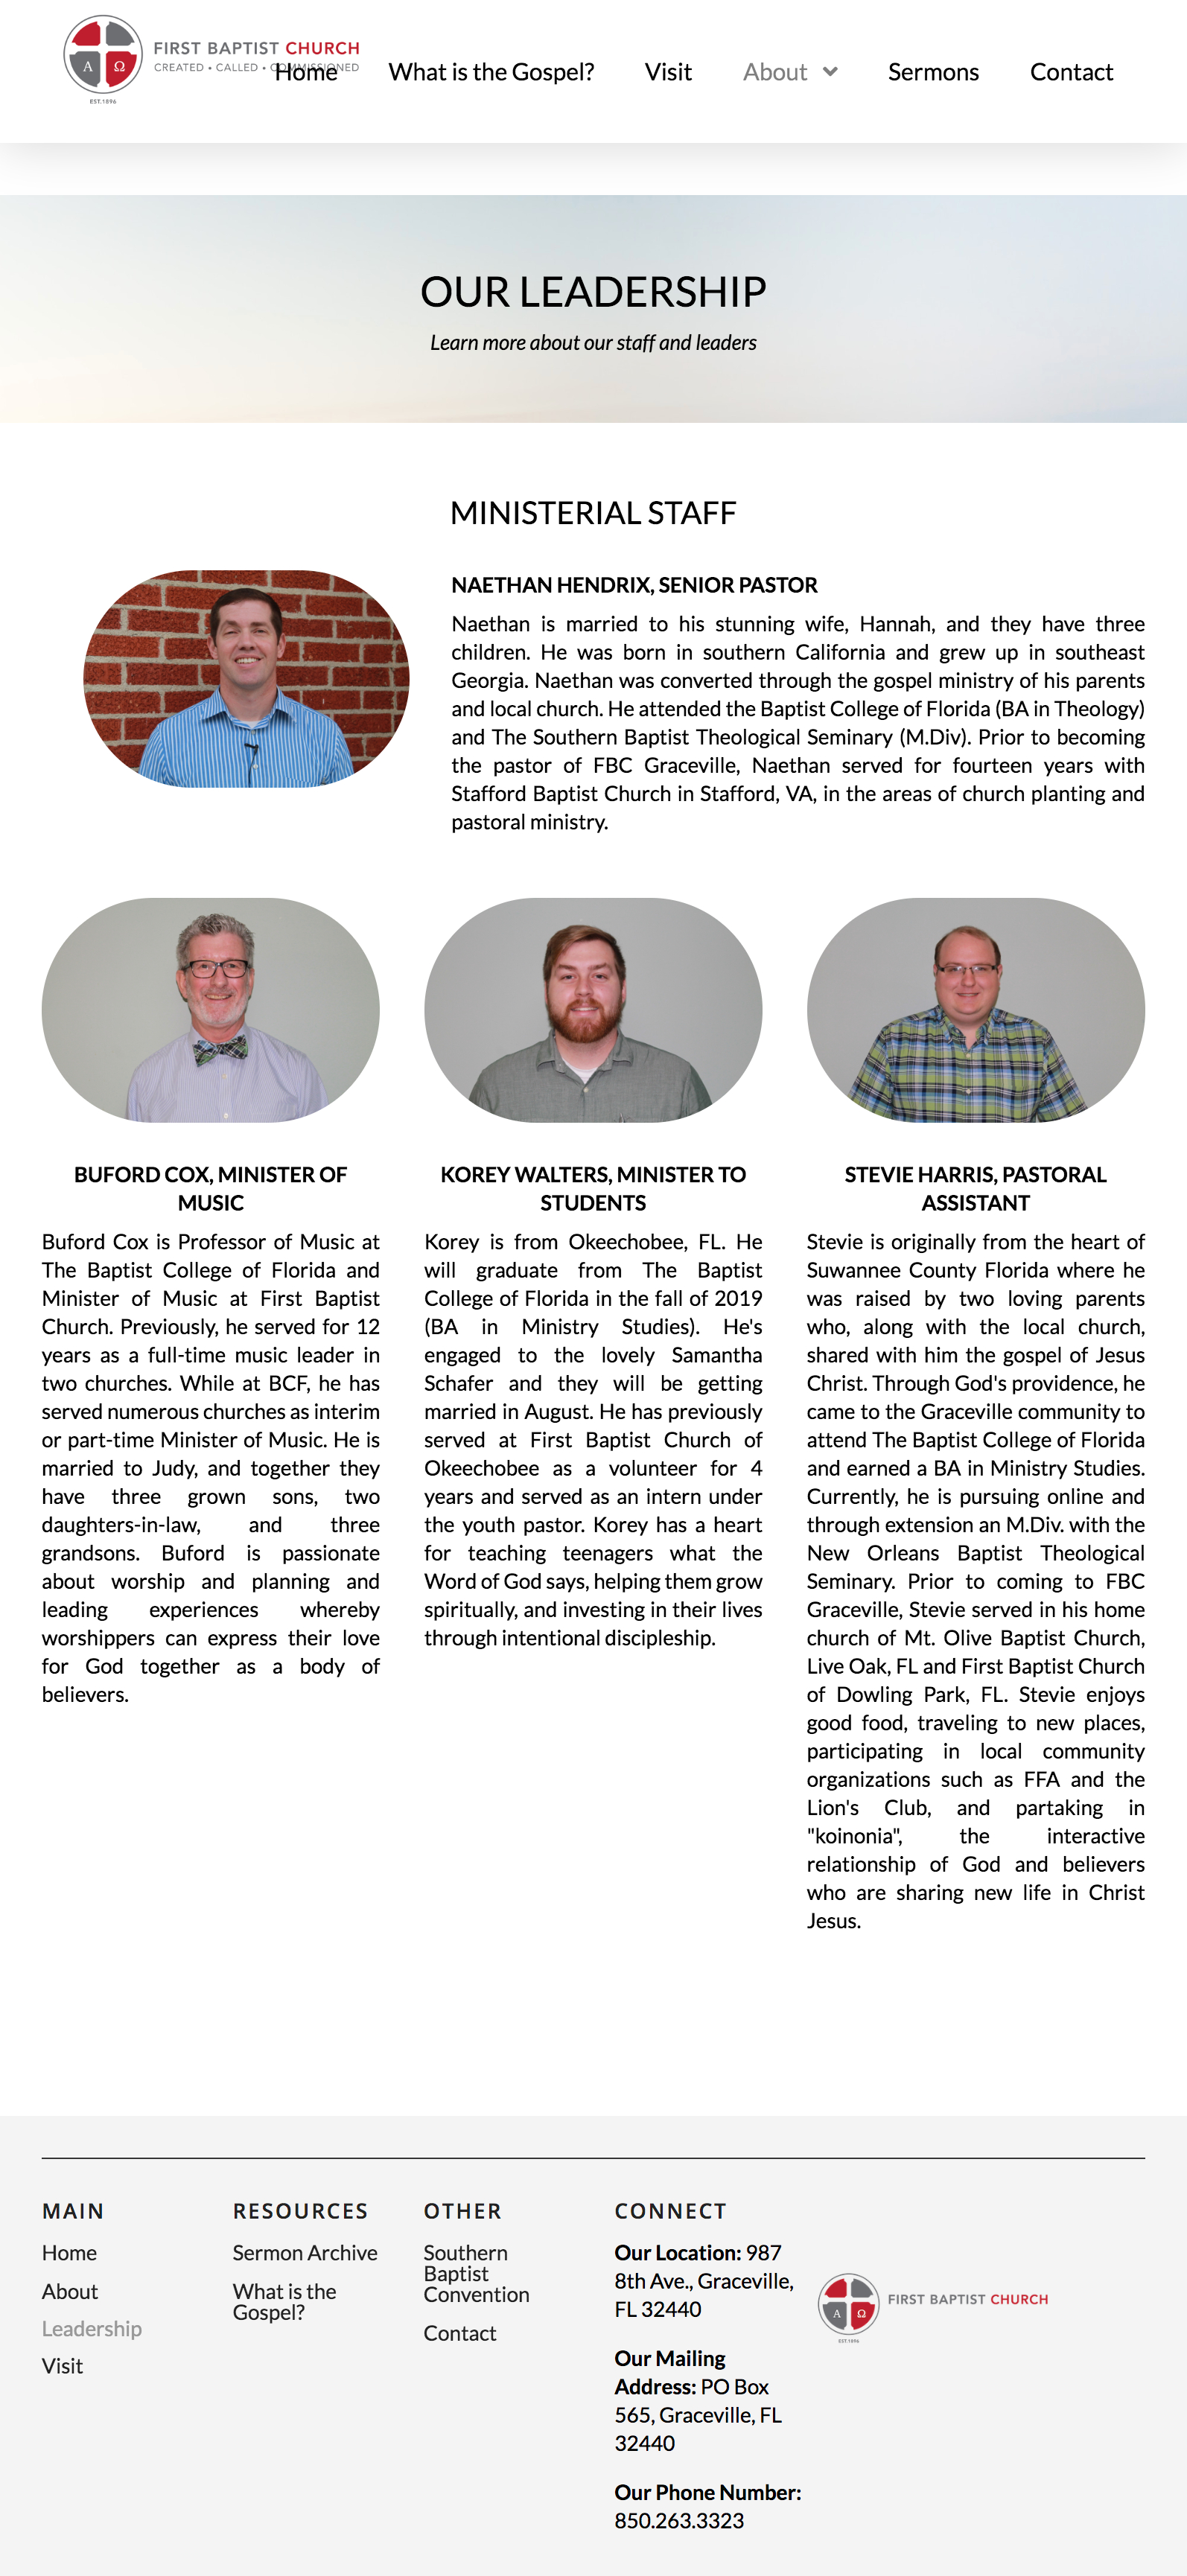 FIRST BAPTIST CHURCH
CREATED • CALLED • COMMISSIONED
A Ω
EST.1896
Home What is the Gospel? Visit About Sermons Contact
OUR LEADERSHIP
Learn more about our staff and leaders
MINISTERIAL STAFF
NAETHAN HENDRIX, SENIOR PASTOR
Naethan is married to his stunning wife, Hannah, and they have three
children. He was born in southern California and grew up in southeast
Georgia. Naethan was converted through the gospel ministry of his parents
and local church. He attended the Baptist College of Florida (BA in Theology)
and The Southern Baptist Theological Seminary (M.Div). Prior to becoming
the pastor of FBC Graceville, Naethan served for fourteen years with
Stafford Baptist Church in Stafford, VA, in the areas of church planting and
pastoral ministry.
BUFORD COX, MINISTER OF
MUSIC
Buford Cox is Professor of Music at
The Baptist College of Florida and
Minister of Music at First Baptist
Church. Previously, he served for 12
years as a full-time music leader in
two churches. While at BCF, he has
served numerous churches as interim
or part-time Minister of Music. He is
married to Judy, and together they
have three grown sons, two
daughters-in-law, and three
grandsons. Buford is passionate
about worship and planning and
leading experiences whereby
worshippers can express their love
for God together as a body of
believers.
KOREY WALTERS, MINISTER TO
STUDENTS
Korey is from Okeechobee, FL. He
will graduate from The Baptist
College of Florida in the fall of 2019
(BA in Ministry Studies). He's
engaged to the lovely Samantha
Schafer and they will be getting
married in August. He has previously
served at First Baptist Church of
Okeechobee as a volunteer for 4
years and served as an intern under
the youth pastor. Korey has a heart
for teaching teenagers what the
Word of God says, helping them grow
spiritually, and investing in their lives
through intentional discipleship.
STEVIE HARRIS, PASTORAL
ASSISTANT
Stevie is originally from the heart of
Suwannee County Florida where he
was raised by two loving parents
who, along with the local church,
shared with him the gospel of Jesus
Christ. Through God's providence, he
came to the Graceville community to
attend The Baptist College of Florida
and earned a BA in Ministry Studies.
Currently, he is pursuing online and
through extension an M.Div. with the
New Orleans Baptist Theological
Seminary. Prior to coming to FBC
Graceville, Stevie served in his home
church of Mt. Olive Baptist Church,
Live Oak, FL and First Baptist Church
of Dowling Park, FL. Stevie enjoys
good food, traveling to new places,
participating in local community
organizations such as FFA and the
Lion's Club, and partaking in
"koinonia", the interactive
relationship of God and believers
who are sharing new life in Christ
Jesus.
MAIN
Home
About
Leadership
Visit
RESOURCES
Sermon Archive
What is the
Gospel?
OTHER
Southern
Baptist
Convention
Contact
CONNECT
Our Location: 987
8th Ave., Graceville,
FL 32440
Our Mailing
Address: PO Box
565, Graceville, FL
32440
Our Phone Number:
850.263.3323
FIRST BAPTIST CHURCH
A Ω
EST.1896